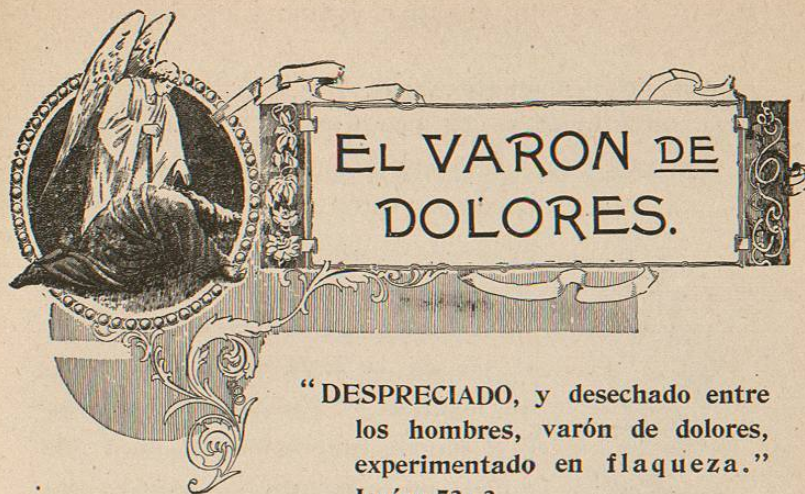 EL VARON DE
DOLORES.
“DESPRECIADO, y desechado entre
los hombres, varón de dolores,
experimentado en flaqueza.”